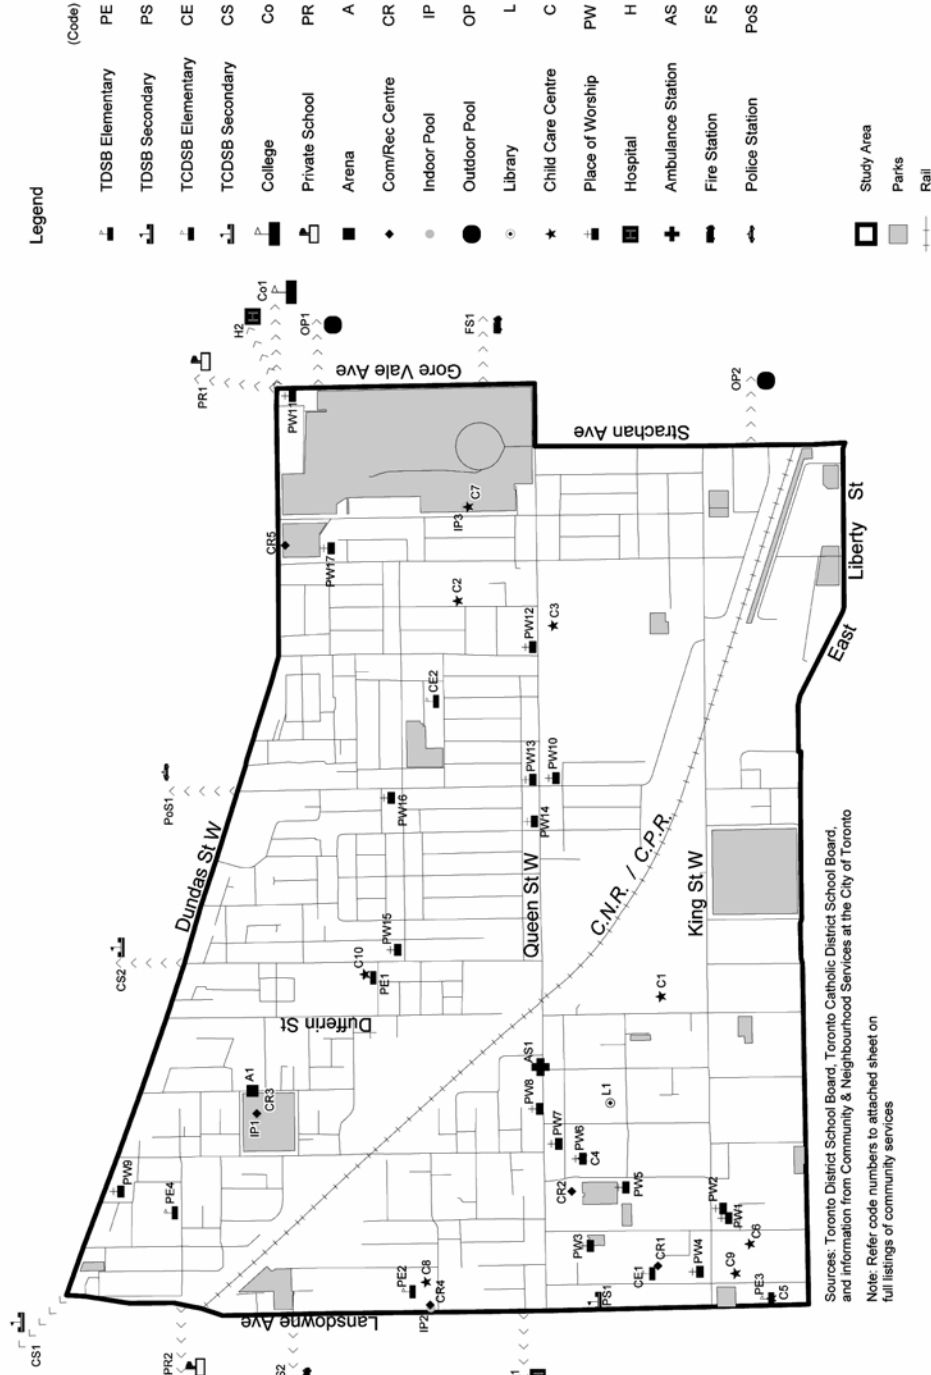 Legend
(Code)
TDSB Elementary PE
TDSB Secondary PS
TCDSB Elementary CE
TCDSB Secondary CS
College Co
Private School PR
Arena A
Com/Rec Centre CR
Indoor Pool IP
Outdoor Pool OP
Library L
Child Care Centre C
Place of Worship PW
Hospital H
Ambulance Station AS
Fire Station FS
Police Station PoS
Study Area
Parks
Rail
CS1
PR2
S2
1
CS2
PoS1
PR1
H2
Co1
OP1
FS1
OP2
Dundas St W
Gore Vale Ave
Strachan Ave
Queen St W
King St W
C.N.R. / C.P.R.
Dufferin St
Lansdowne Ave
East
Liberty St
PW9
PE4
A1
CR3
IP1
PE2
C8
CR4
IP2
C10
PE1
PW15
PW16
CE2
C2
CR5
PW17
PW11
IP3
C7
PW12
C3
PW13
PW10
PW14
AS1
PW8
PW7
PW6
C4
L1
CR2
PW5
PW3
PS1
CE1
CR1
PW4
PW2
PW1
C6
C9
PE3
C5
C1
Sources: Toronto District School Board, Toronto Catholic District School Board,
and information from Community & Neighbourhood Services at the City of Toronto
Note: Refer code numbers to attached sheet on
full listings of community services